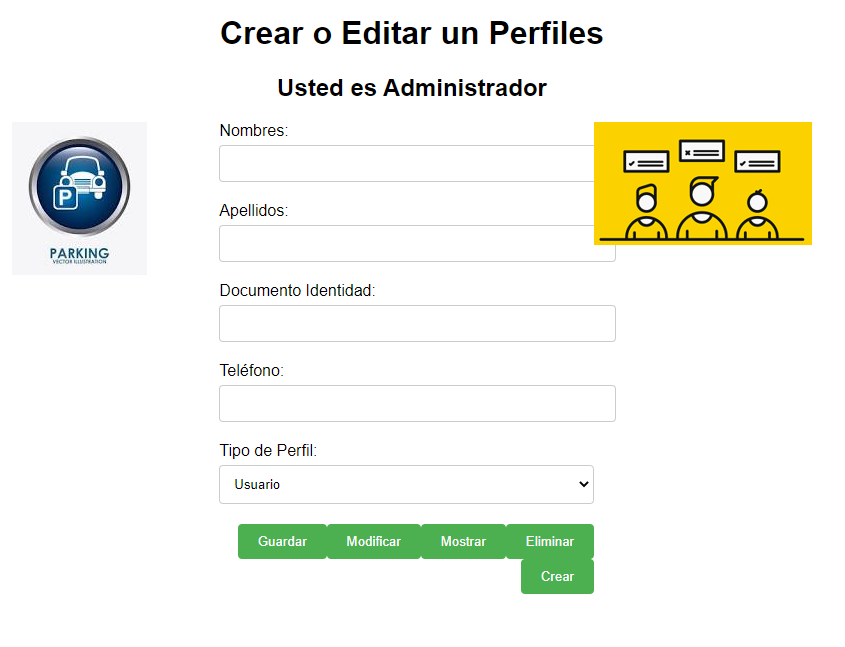 Crear o Editar un Perfiles
Usted es Administrador
Nombres:
PARKING
VECTOR ILLUSTRATION
Apellidos:
Documento Identidad:
Teléfono:
Tipo de Perfil:
Usuario
Guardar Modificar Mostrar Eliminar
Crear